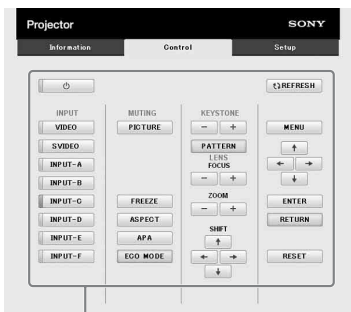 Projector SONY
Information Control Setup
REFRESH
INPUT MUTING KEYSTONE
VIDEO PICTURE - + MENU
SVIDEO PATTERN
INPUT-A LENS FOCUS
INPUT-B - +
INPUT-C FREEZE ZOOM - + ENTER
INPUT-D ASPECT RETURN
INPUT-E APA SHIFT
INPUT-F ECO MODE RESET